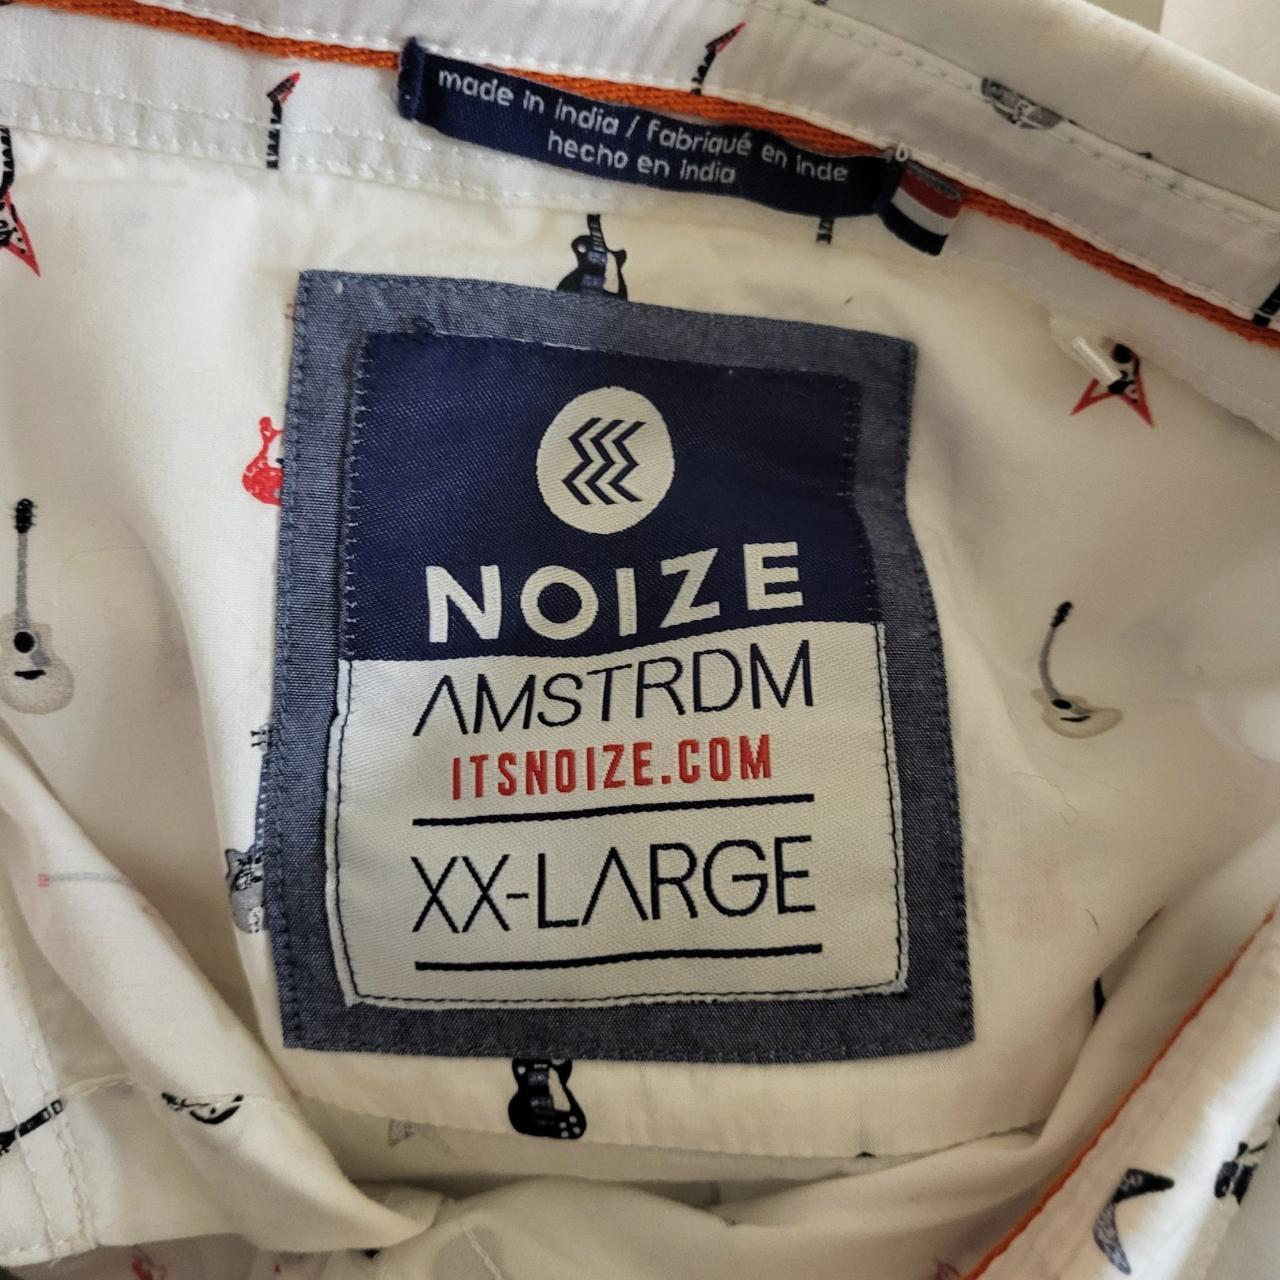 made in India / Fabriqué en Inde
hecho en India
NOIZE
AMSTRDM
ITSNOIZE.COM
XX-LARGE